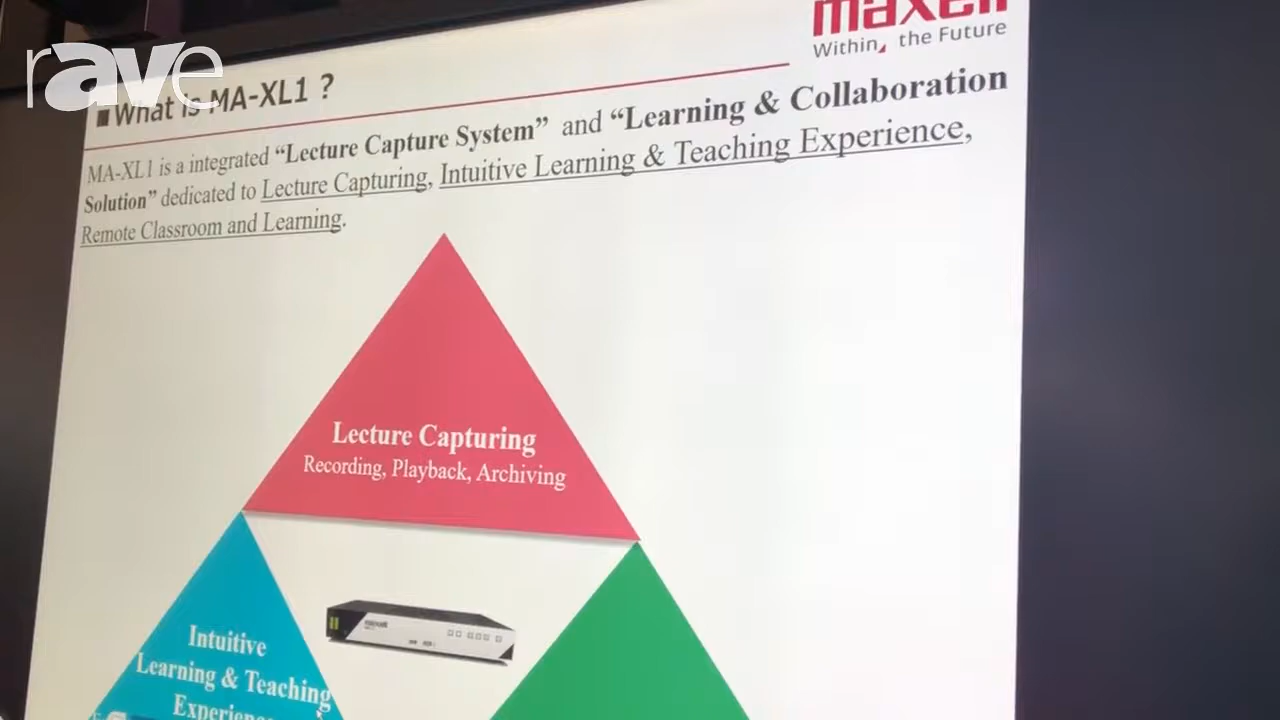 rave
maxell
Within, the Future
■What is MA-XL1 ?
MA-XL1 is a integrated “Lecture Capture System” and “Learning & Collaboration
Solution” dedicated to Lecture Capturing, Intuitive Learning & Teaching Experience,
Remote Classroom and Learning.
Lecture Capturing
Recording, Playback, Archiving
maxell
Intuitive
Learning & Teaching
Experience